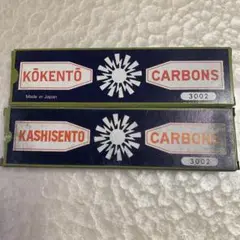 KŌKENTŌ CARBONS
Made in Japan 3002
KASHISENTO CARBONS
3002